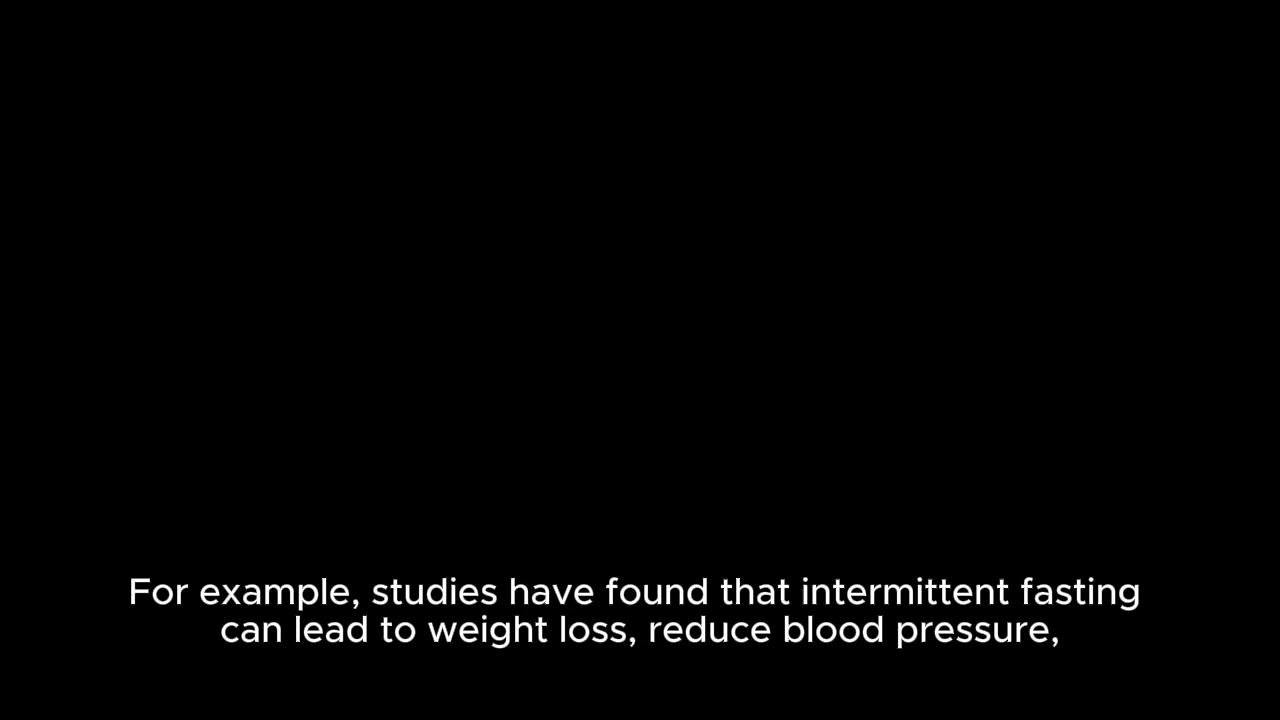 For example, studies have found that intermittent fasting
can lead to weight loss, reduce blood pressure,